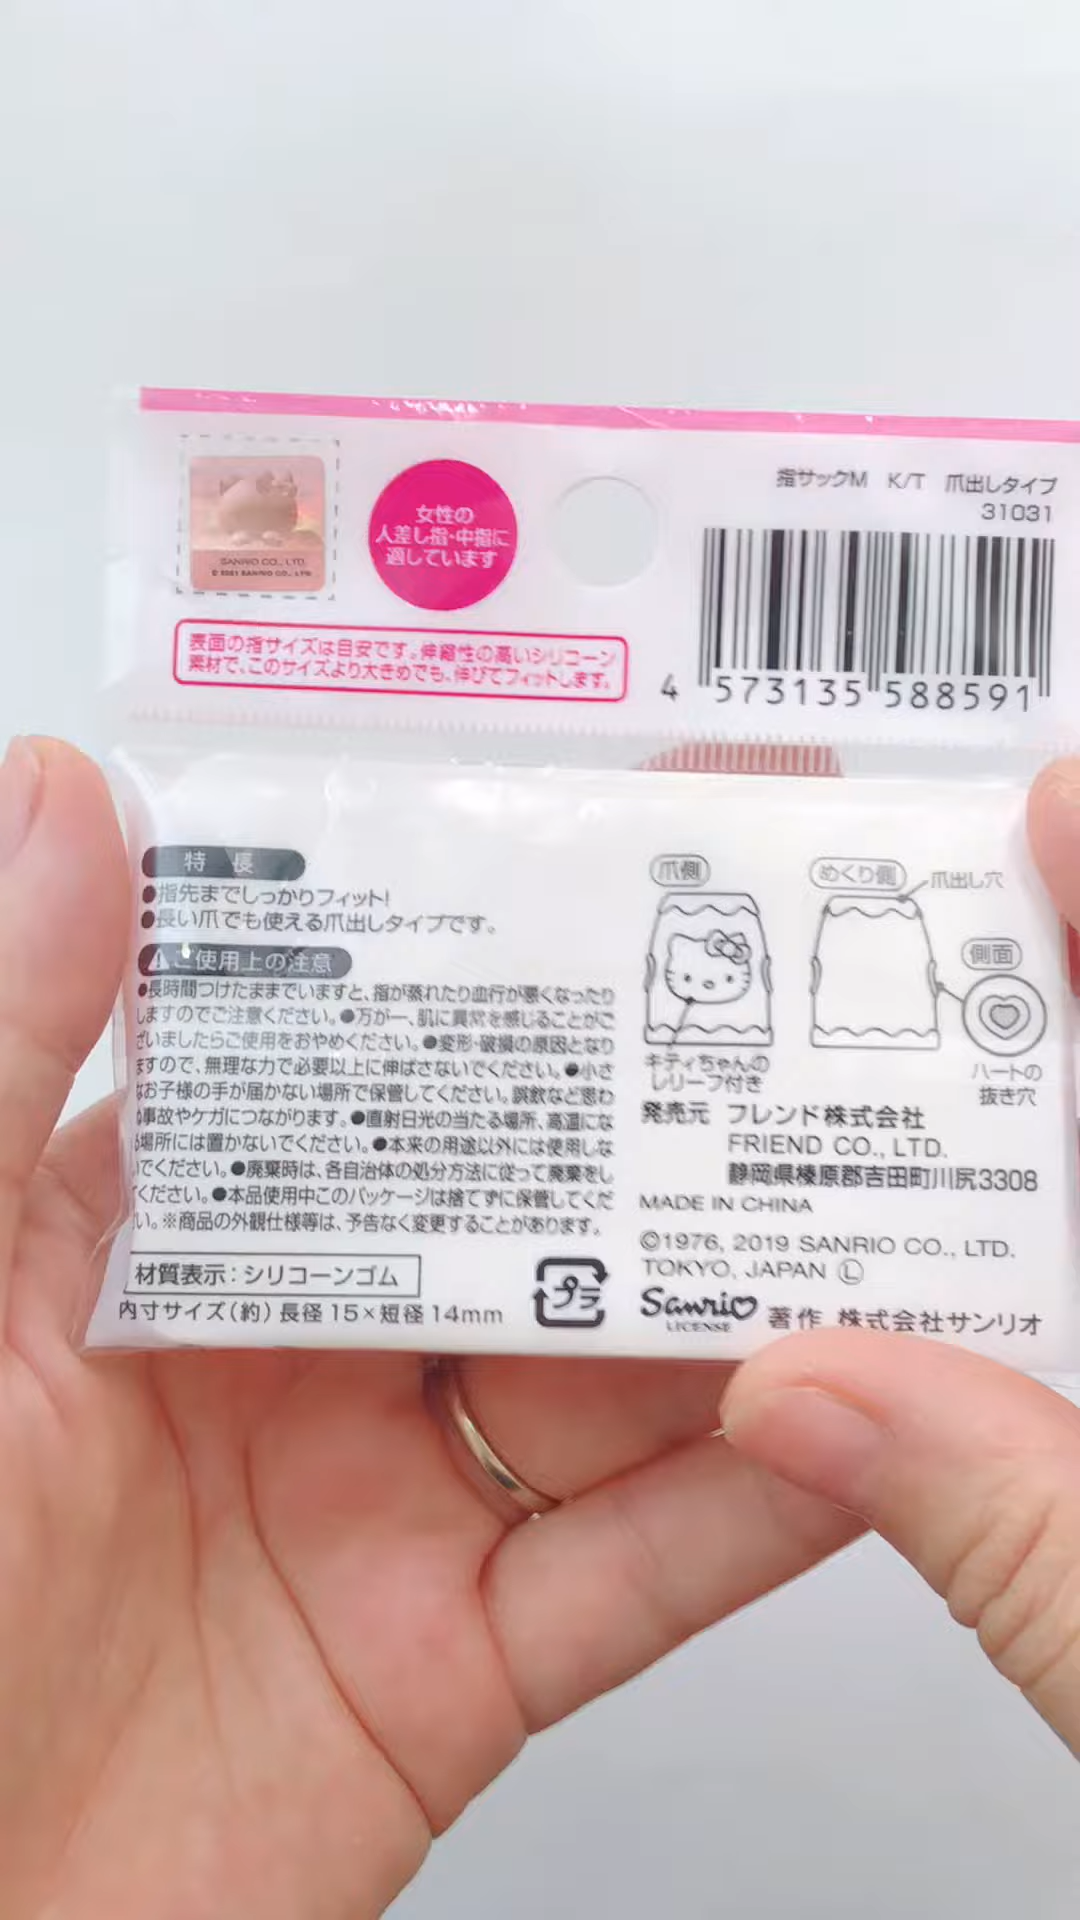 指サックM K/T 爪出しタイプ
31031
SANRIO CO., LTD.
© 2021 SANRIO CO., LTD.
女性の
人差し指・中指に
適しています
表面の指サイズは目安です。伸縮性の高いシリコーン
素材で、このサイズより大きめでも、伸びてフィットします。
4 573135 588591
特 長
●指先までしっかりフィット!
●長い爪でも使える爪出しタイプです。
ご使用上の注意
●長時間つけたままでいますと、指が蒸れたり血行が悪くなったり
しますのでご注意ください。●万が一、肌に異常を感じることがご
ざいましたらご使用をおやめください。●変形・破損の原因となり
ますので、無理な力で必要以上に伸ばさないでください。●小さ
なお子様の手が届かない場所で保管してください。誤飲など思わ
ぬ事故やケガにつながります。●直射日光の当たる場所、高温にな
る場所には置かないでください。●本来の用途以外には使用しな
いでください。●廃棄時は、各自治体の処分方法に従って廃棄をし
てください。●本品使用中このパッケージは捨てずに保管してくだ
い。※商品の外観仕様等は、予告なく変更することがあります。
材質表示:シリコーンゴム
内寸サイズ(約)長径15×短径14mm
プラ
爪側
めくり側
爪出し穴
側面
キティちゃんの
レリーフ付き
ハートの
抜き穴
発売元 フレンド株式会社
FRIEND CO., LTD.
静岡県榛原郡吉田町川尻3308
MADE IN CHINA
©1976, 2019 SANRIO CO., LTD.
TOKYO, JAPAN Ⓛ
Sanrio
LICENSE
著作 株式会社サンリオ